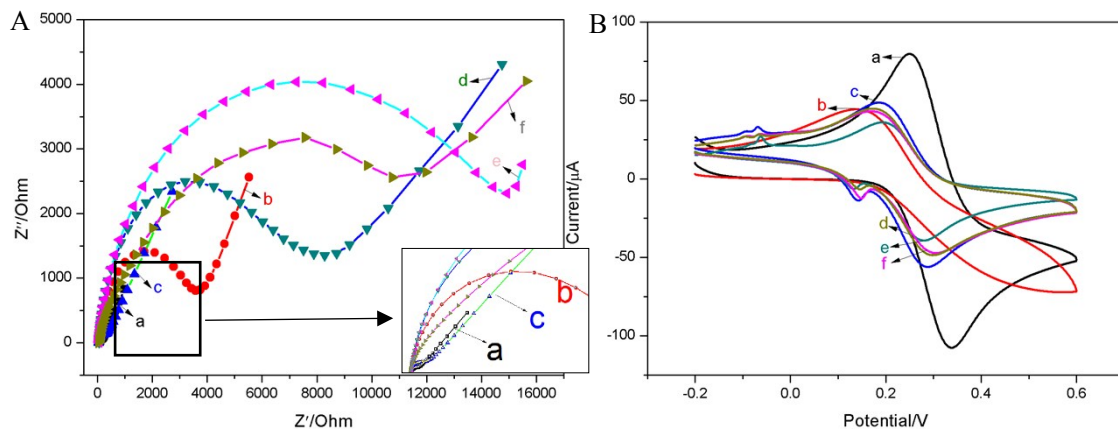 A
5000
4000
3000
2000
1000
0
Z''/Ohm
0
2000
4000
6000
8000
10000
12000
14000
16000
Z'/Ohm
d
f
e
b
c
a
b
c
a
B
100
50
0
-50
-100
Current/μA
-0.2
0.0
0.2
0.4
0.6
Potential/V
a
c
b
d
e
f